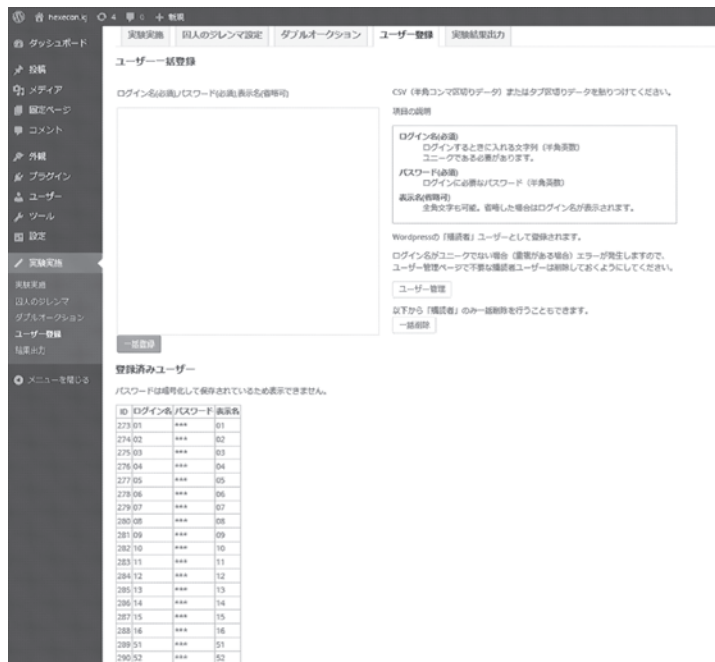 hexecon.kj 4 0 + 新規
ダッシュボード
投稿
メディア
固定ページ
コメント
外観
プラグイン
ユーザー
ツール
設定
実験実施
実験実施
囚人のジレンマ
ダブルオークション
ユーザー登録
結果出力
メニューを閉じる
実験実施 囚人のジレンマ設定 ダブルオークション ユーザー登録 実験結果出力
ユーザー一括登録
ログイン名(必須),パスワード(必須),表示名(省略可)
一括登録
CSV（半角コンマ区切りデータ）またはタブ区切りデータを貼りつけてください。
項目の説明
ログイン名(必須)
ログインするときに入れる文字列（半角英数）
ユニークである必要があります。
パスワード(必須)
ログインに必要なパスワード（半角英数）
表示名(省略可)
全角文字も可能。省略した場合はログイン名が表示されます。
Wordpressの「購読者」ユーザーとして登録されます。
ログイン名がユニークでない場合（重複がある場合）エラーが発生しますので、
ユーザー管理ページで不要な購読者ユーザーは削除しておくようにしてください。
ユーザー管理
以下から「購読者」のみ一括削除を行うこともできます。
一括削除
登録済みユーザー
パスワードは暗号化して保存されているため表示できません。
ID ログイン名 パスワード 表示名
273 01 *** 01
274 02 *** 02
275 03 *** 03
276 04 *** 04
277 05 *** 05
278 06 *** 06
279 07 *** 07
280 08 *** 08
281 09 *** 09
282 10 *** 10
283 11 *** 11
284 12 *** 12
285 13 *** 13
286 14 *** 14
287 15 *** 15
288 16 *** 16
289 51 *** 51
290 52 *** 52